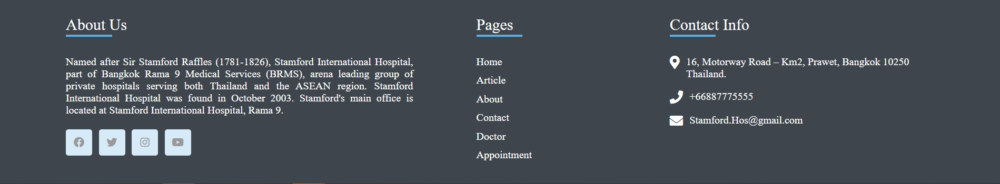 About Us
Named after Sir Stamford Raffles (1781-1826), Stamford International Hospital,
part of Bangkok Rama 9 Medical Services (BRMS), arena leading group of
private hospitals serving both Thailand and the ASEAN region. Stamford
International Hospital was found in October 2003. Stamford's main office is
located at Stamford International Hospital, Rama 9.
Pages
Home
Article
About
Contact
Doctor
Appointment
Contact Info
16, Motorway Road – Km2, Prawet, Bangkok 10250
Thailand.
+66887775555
Stamford.Hos@gmail.com